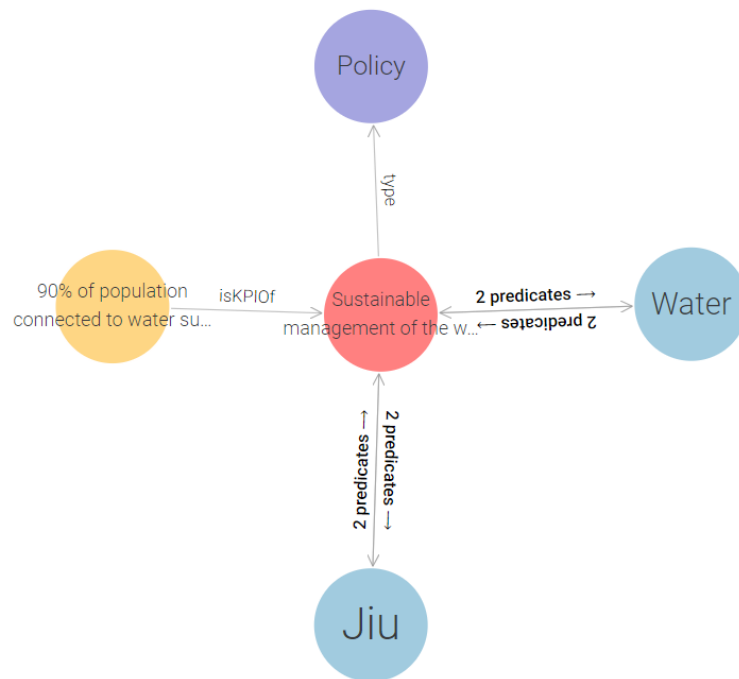 Policy
type
90% of population
connected to water su...
isKPIOf
Sustainable
management of the w...
2 predicates →
2 predicates →
Water
2 predicates →
2 predicates →
Jiu